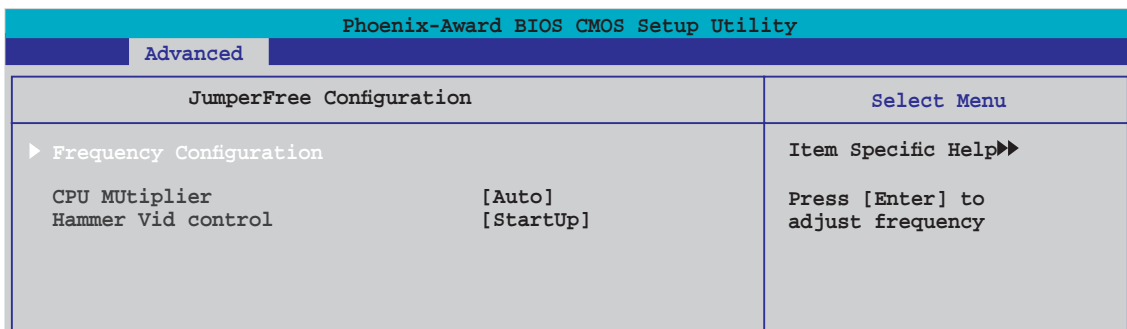 Phoenix-Award BIOS CMOS Setup Utility
Advanced
JumperFree Configuration
Select Menu
Frequency Configuration
CPU MUtiplier [Auto]
Hammer Vid control [StartUp]
Item Specific Help
Press [Enter] to
adjust frequency